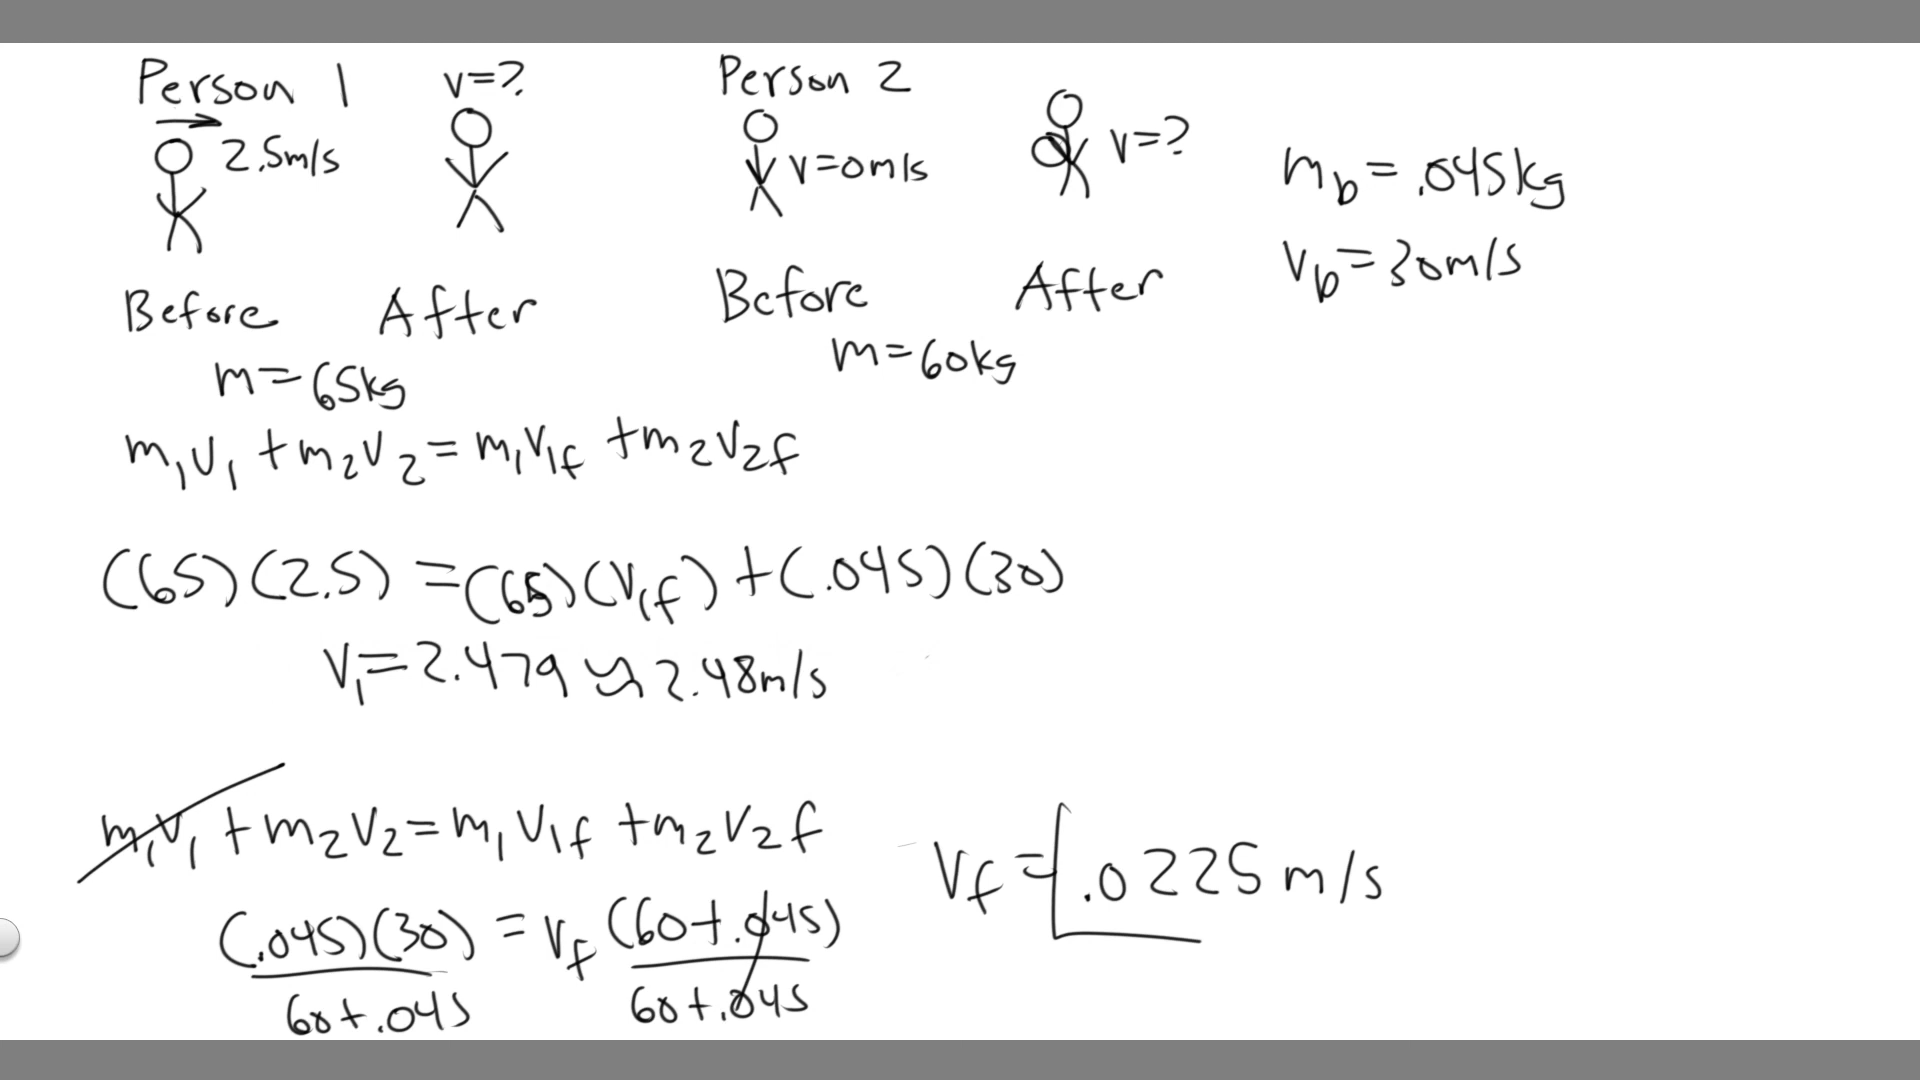 Person 1 v=? Person 2
2.5m/s v=0m/s v=? m_b = .045kg
v_b = 30m/s
Before After Before After
m=65kg m=60kg
m₁v₁ + m₂v₂ = m₁v₁f + m₂v₂f
(65)(2.5) = (65)(v₁f) + (.045)(30)
v₁ = 2.479 ≈ 2.48m/s
m₁v₁ + m₂v₂ = m₁v₁f + m₂v₂f
(.045)(30) = vf (60+.045)
60+.045 60+.045
vf = .0225 m/s